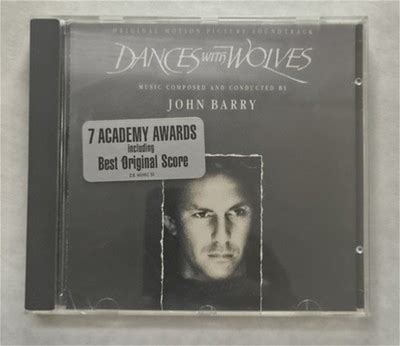 ORIGINAL MOTION PICTURE SOUNDTRACK
DANCES with WOLVES
MUSIC COMPOSED AND CONDUCTED BY
JOHN BARRY
7 ACADEMY AWARDS
including
Best Original Score